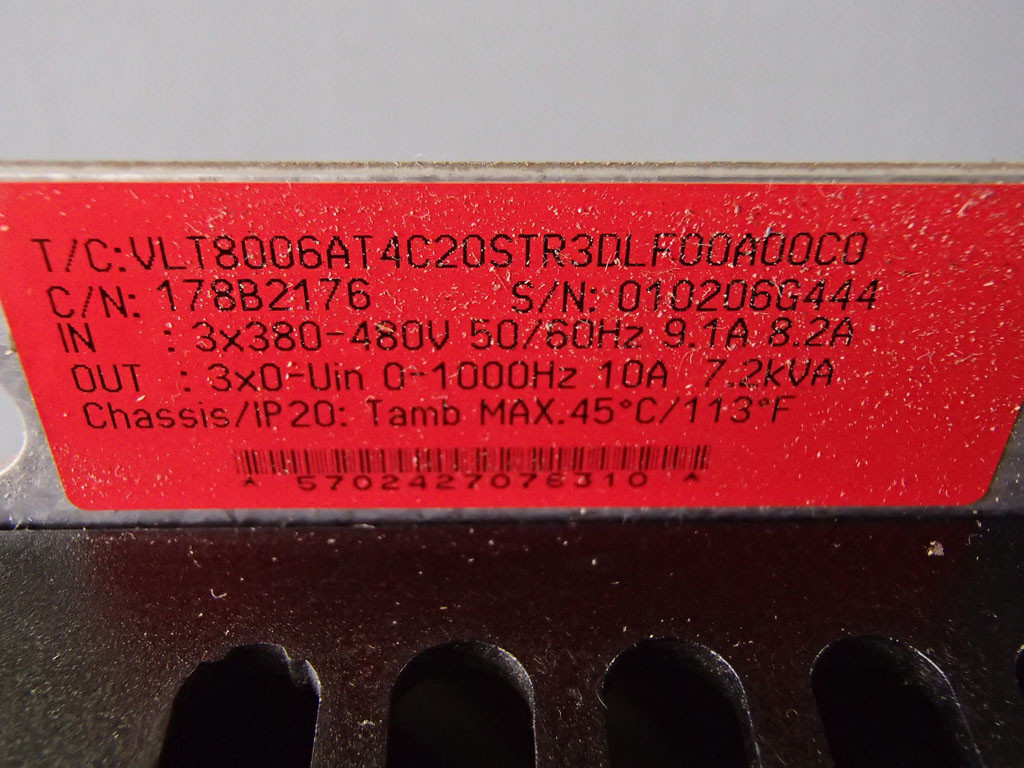 T/C: VLT8006AT4C20STR3DLF00A00C0
C/N: 178B2176 S/N: 010206G444
IN : 3x380-480V 50/60Hz 9.1A 8.2A
OUT : 3x0-Uin 0-1000Hz 10A 7.2kVA
Chassis/IP20: Tamb MAX.45°C/113°F
5702427076310